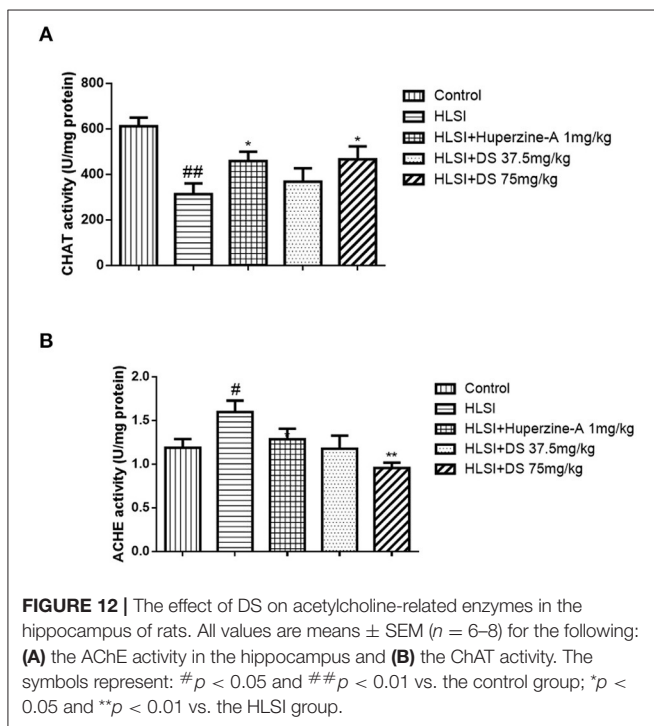 A
800
600
400
200
0
CHAT activity (U/mg protein)
##
*
*
Control
HLSI
HLSI+Huperzine-A 1mg/kg
HLSI+DS 37.5mg/kg
HLSI+DS 75mg/kg
B
2.0
1.5
1.0
0.5
0.0
ACHE activity (U/mg protein)
#
**
Control
HLSI
HLSI+Huperzine-A 1mg/kg
HLSI+DS 37.5mg/kg
HLSI+DS 75mg/kg
FIGURE 12 | The effect of DS on acetylcholine-related enzymes in the
hippocampus of rats. All values are means ± SEM (n = 6–8) for the following:
(A) the AChE activity in the hippocampus and (B) the ChAT activity. The
symbols represent: #p < 0.05 and ##p < 0.01 vs. the control group; *p <
0.05 and **p < 0.01 vs. the HLSI group.